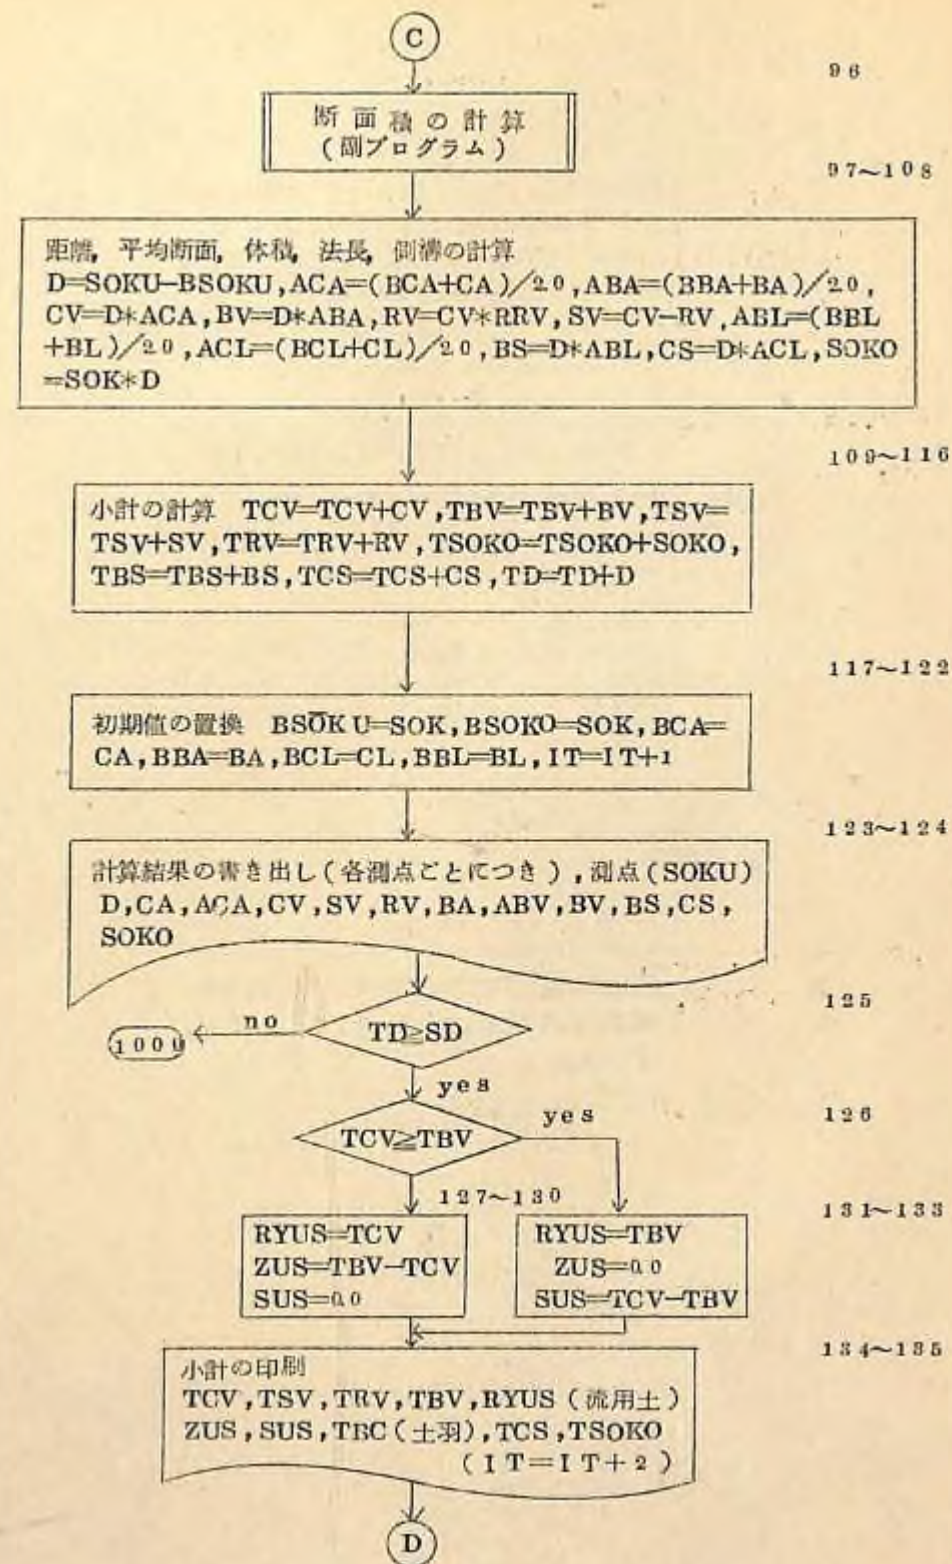 C
96
断面積の計算
(副プログラム)
97~108
距離, 平均断面, 体積, 法長, 側溝の計算
D=SOKU-BSOKU,ACA=(BCA+CA)/2.0,ABA=(BBA+BA)/2.0,
CV=D*ACA,BV=D*ABA,RV=CV*RRV,SV=CV-RV,ABL=(BBL
+BL)/2.0,ACL=(BCL+CL)/2.0,BS=D*ABL,CS=D*ACL,SOKO
=SOK*D
109~116
小計の計算 TCV=TCV+CV,TBV=TBV+BV,TSV=
TSV+SV,TRV=TRV+RV,TSOKO=TSOKO+SOKO,
TBS=TBS+BS,TCS=TCS+CS,TD=TD+D
117~122
初期値の置換 BSOKU=SOK,BSOKO=SOK,BCA=
CA,BBA=BA,BCL=CL,BBL=BL,IT=IT+1
123~124
計算結果の書き出し(各測点ごとにつき),測点(SOKU)
D,CA,ACA,CV,SV,RV,BA,ABV,BV,BS,CS,
SOKO
125
TD≧SD
no
1000
yes
126
TCV≧TBV
yes
127~130
RYUS=TCV
ZUS=TBV-TCV
SUS=0.0
131~133
RYUS=TBV
ZUS=0.0
SUS=TCV-TBV
134~135
小計の印刷
TCV,TSV,TRV,TBV,RYUS(流用土)
ZUS,SUS,TBC(土羽),TCS,TSOKO
(IT=IT+2)
D